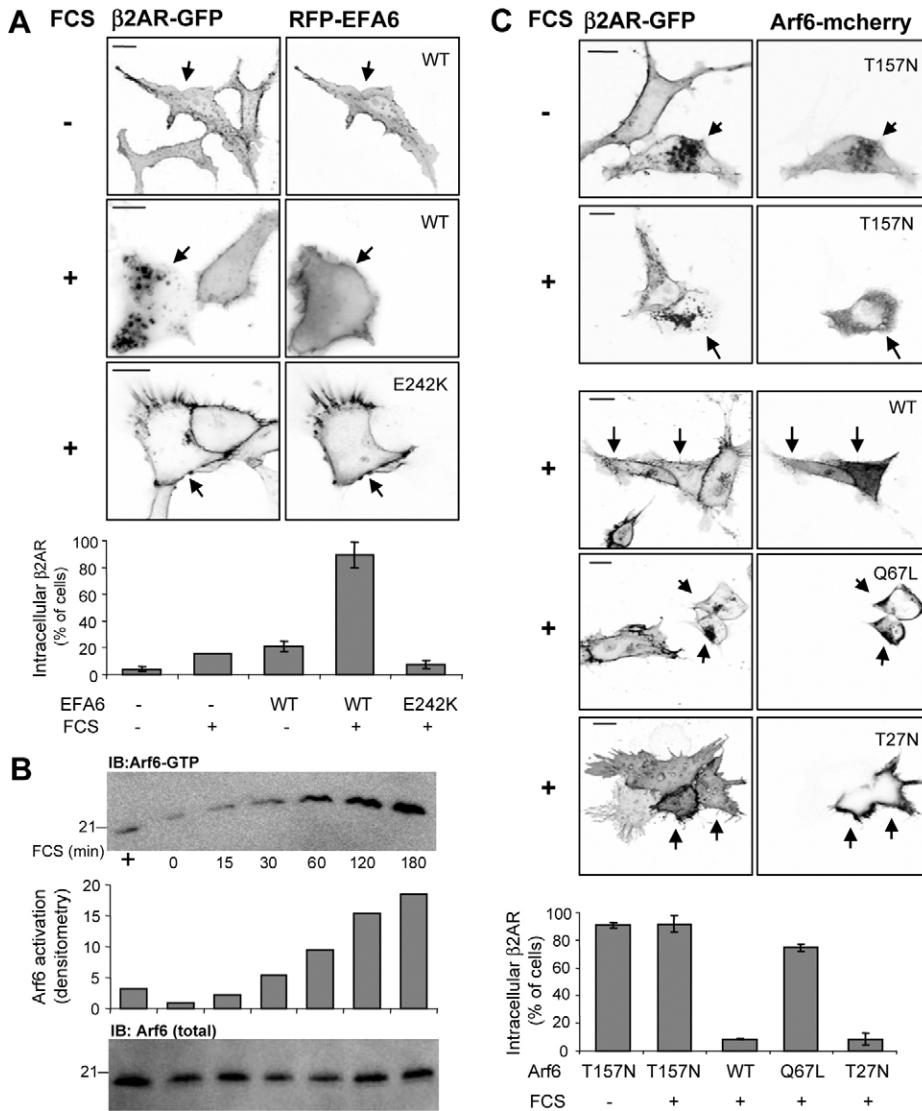 A
FCS β2AR-GFP RFP-EFA6
WT
-
WT
+
E242K
+
Intracellular β2AR
(% of cells)
100
80
60
40
20
0
EFA6 - - WT WT E242K
FCS - + - + +
B
IB:Arf6-GTP
21
FCS (min) + 0 15 30 60 120 180
Arf6 activation
(densitometry)
20
15
10
5
0
IB: Arf6 (total)
21
C
FCS β2AR-GFP Arf6-mcherry
T157N
-
T157N
+
WT
+
Q67L
+
T27N
+
Intracellular β2AR
(% of cells)
100
80
60
40
20
0
Arf6 T157N T157N WT Q67L T27N
FCS - + + + +